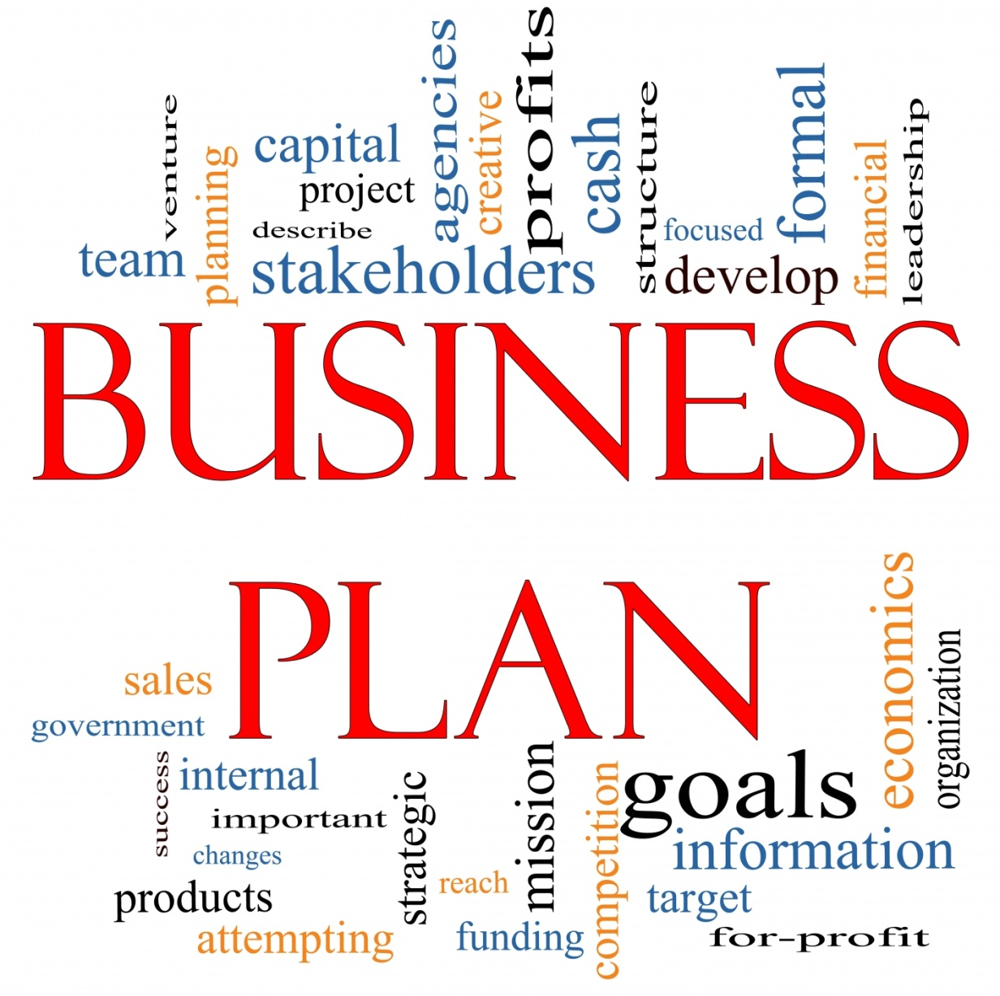 agencies
profits
formal
venture
creative
cash
structure
leadership
planning
capital
financial
project
describe
focused
team
stakeholders
develop
BUSINESS
PLAN
economics
organization
sales
government
success
internal
strategic
mission
competition
goals
important
changes
information
reach
products
target
attempting
funding
for-profit